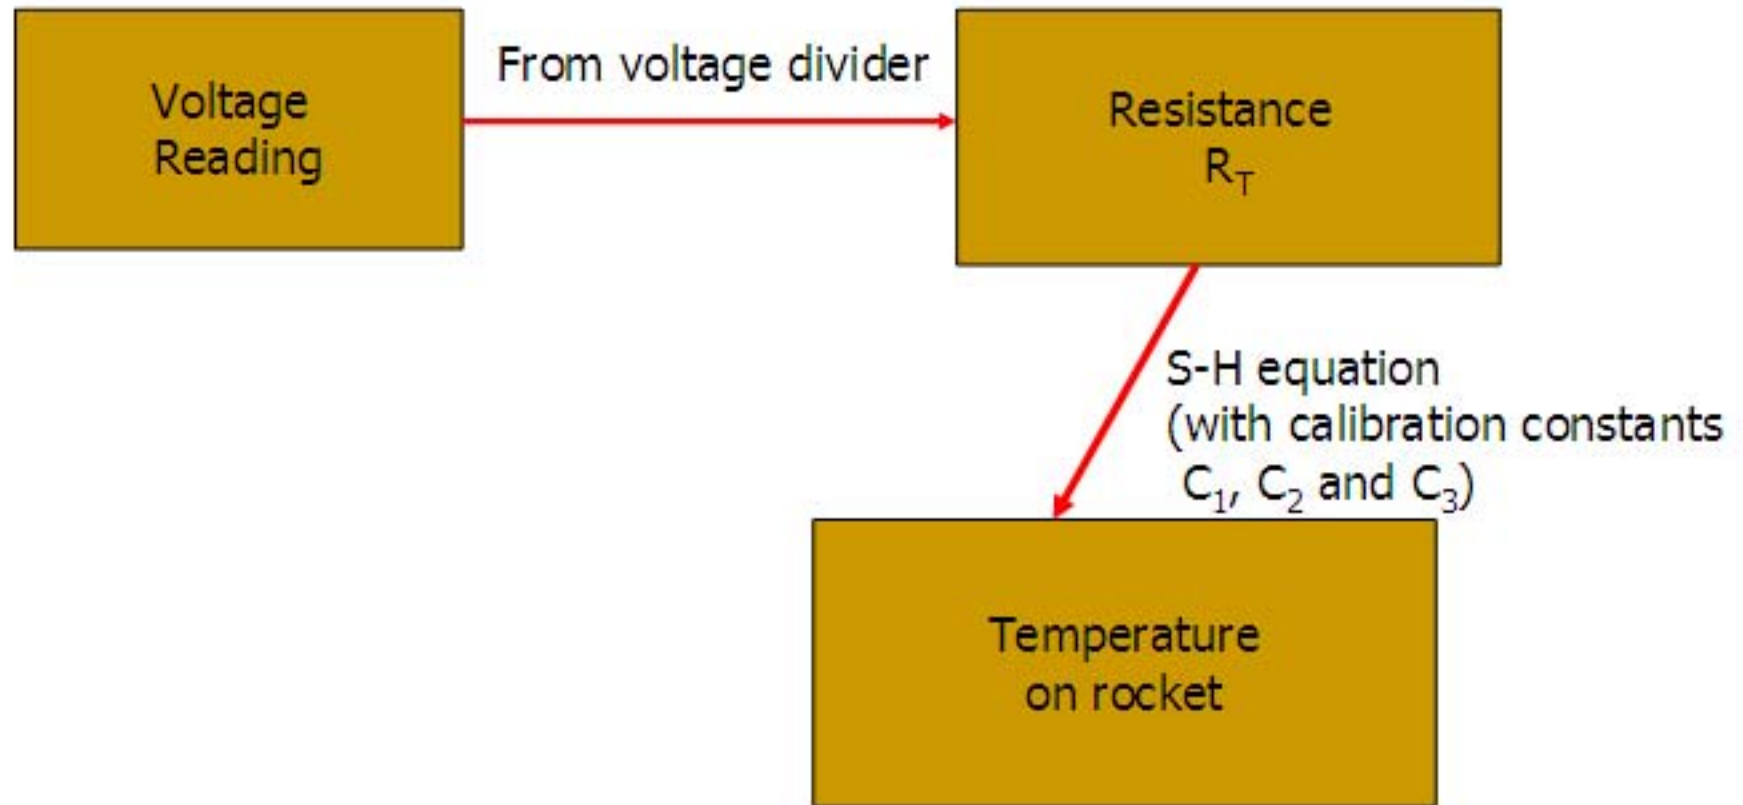 Voltage
Reading
From voltage divider
Resistance
R_T
S-H equation
(with calibration constants
C_1, C_2 and C_3)
Temperature
on rocket